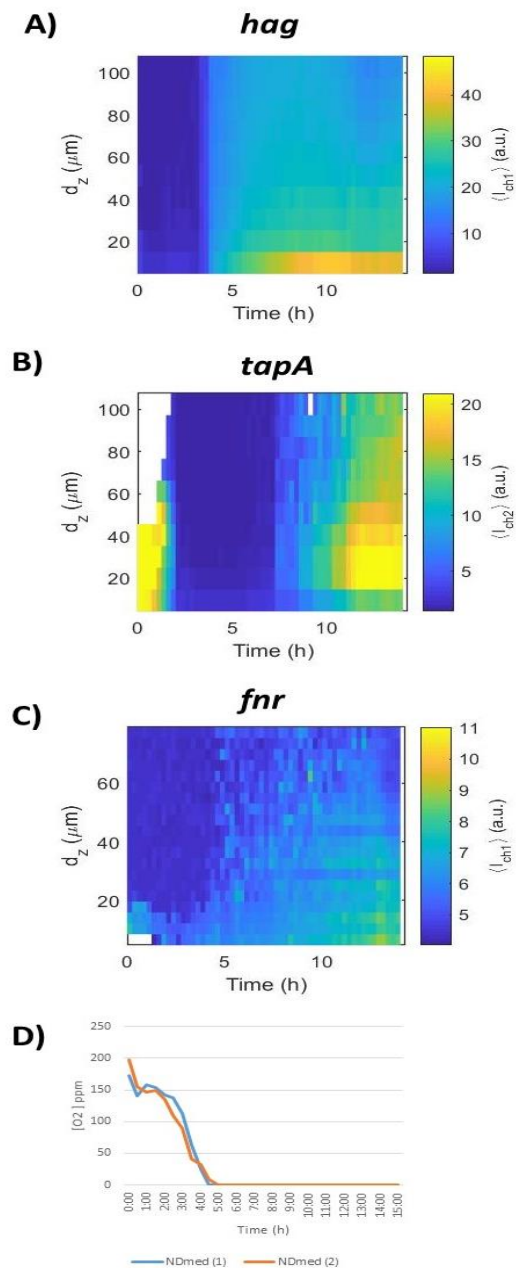 A)
hag
d_z (μm)
100
80
60
40
20
0
5
10
Time (h)
40
30
20
10
⟨I_ch1⟩ (a.u.)
B)
tapA
d_z (μm)
100
80
60
40
20
0
5
10
Time (h)
20
15
10
5
⟨I_ch2⟩ (a.u.)
C)
fnr
d_z (μm)
60
40
20
0
5
10
Time (h)
11
10
9
8
7
6
5
⟨I_ch1⟩ (a.u.)
D)
[O2] ppm
250
200
150
100
50
0
0:00 1:00 2:00 3:00 4:00 5:00 6:00 7:00 8:00 9:00 10:00 11:00 12:00 13:00 14:00 15:00
Time (h)
NDmed (1) NDmed (2)